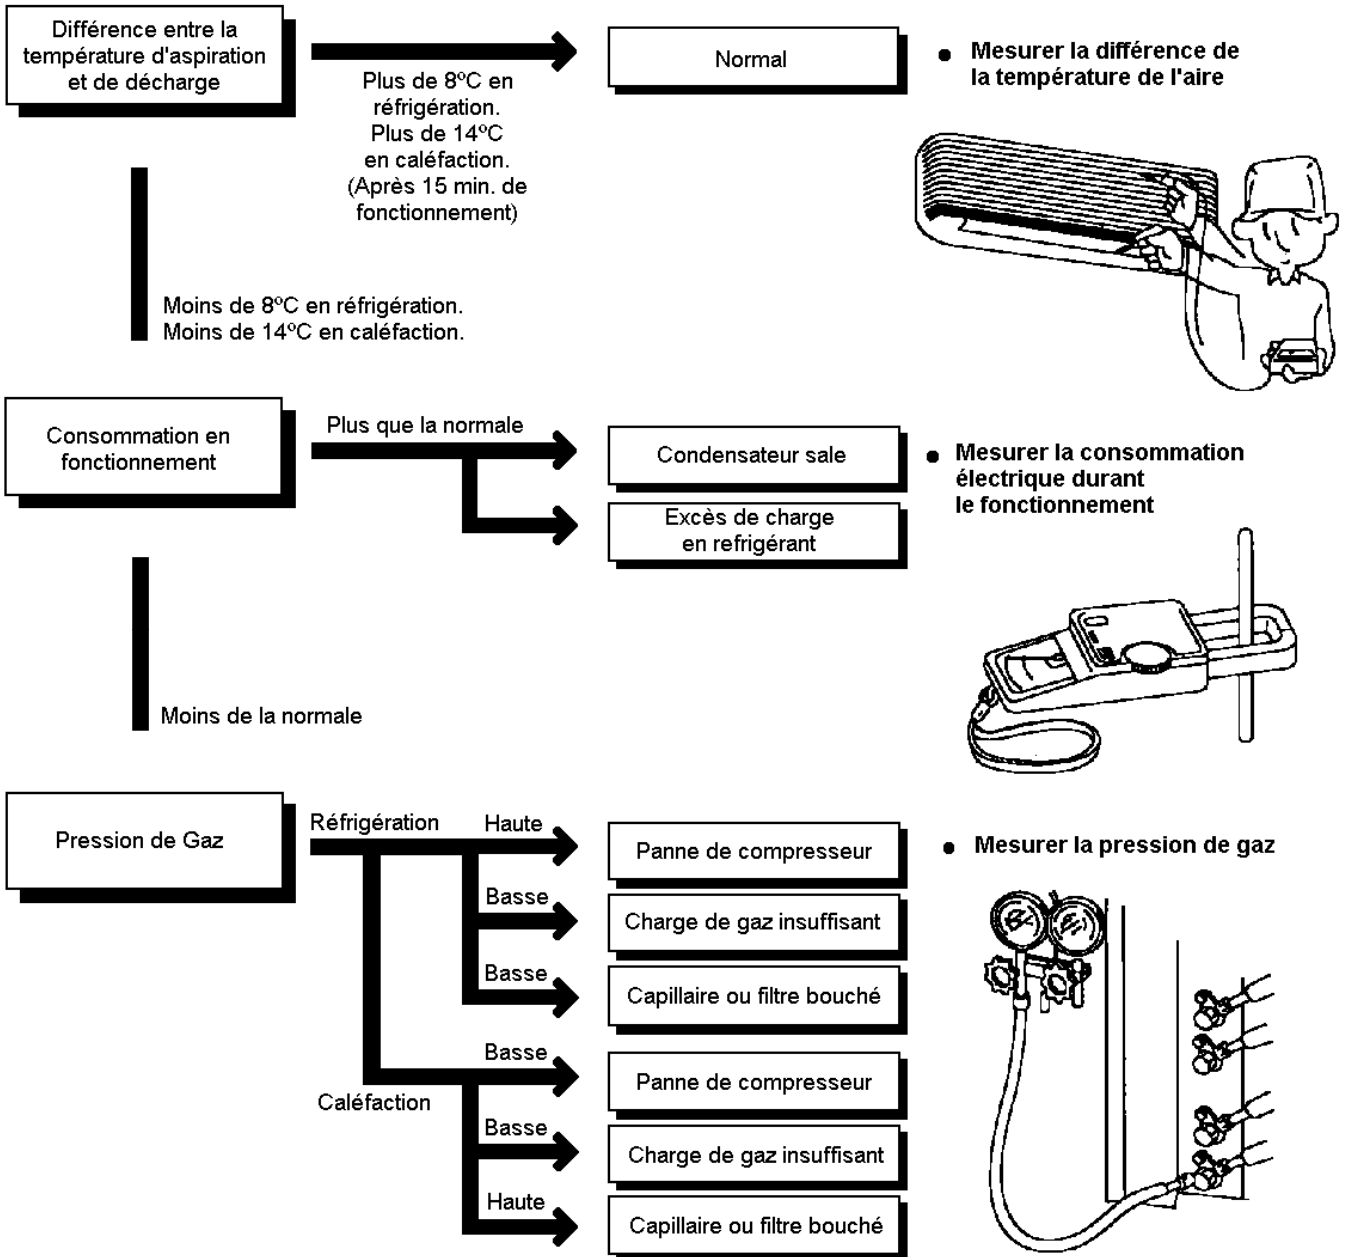 Différence entre la
température d'aspiration
et de décharge
Plus de 8ºC en
réfrigération.
Plus de 14ºC
en caléfaction.
(Après 15 min. de
fonctionnement)
Normal
● Mesurer la différence de
la température de l'aire
Moins de 8ºC en réfrigération.
Moins de 14ºC en caléfaction.
Consommation en
fonctionnement
Plus que la normale
Condensateur sale
Excès de charge
en refrigérant
● Mesurer la consommation
électrique durant
le fonctionnement
Moins de la normale
Pression de Gaz
Réfrigération
Haute
Panne de compresseur
Basse
Charge de gaz insuffisant
Basse
Capillaire ou filtre bouché
Caléfaction
Basse
Panne de compresseur
Basse
Charge de gaz insuffisant
Haute
Capillaire ou filtre bouché
● Mesurer la pression de gaz